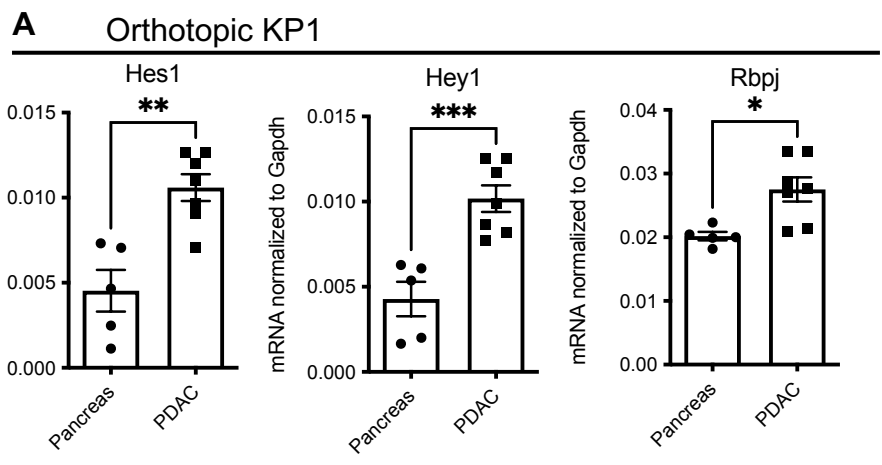 A Orthotopic KP1
Hes1
0.015
0.010
0.005
0.000
**
Pancreas
PDAC
Hey1
mRNA normalized to Gapdh
0.015
0.010
0.005
0.000
***
Pancreas
PDAC
Rbpj
mRNA normalized to Gapdh
0.04
0.03
0.02
0.01
0.00
*
Pancreas
PDAC